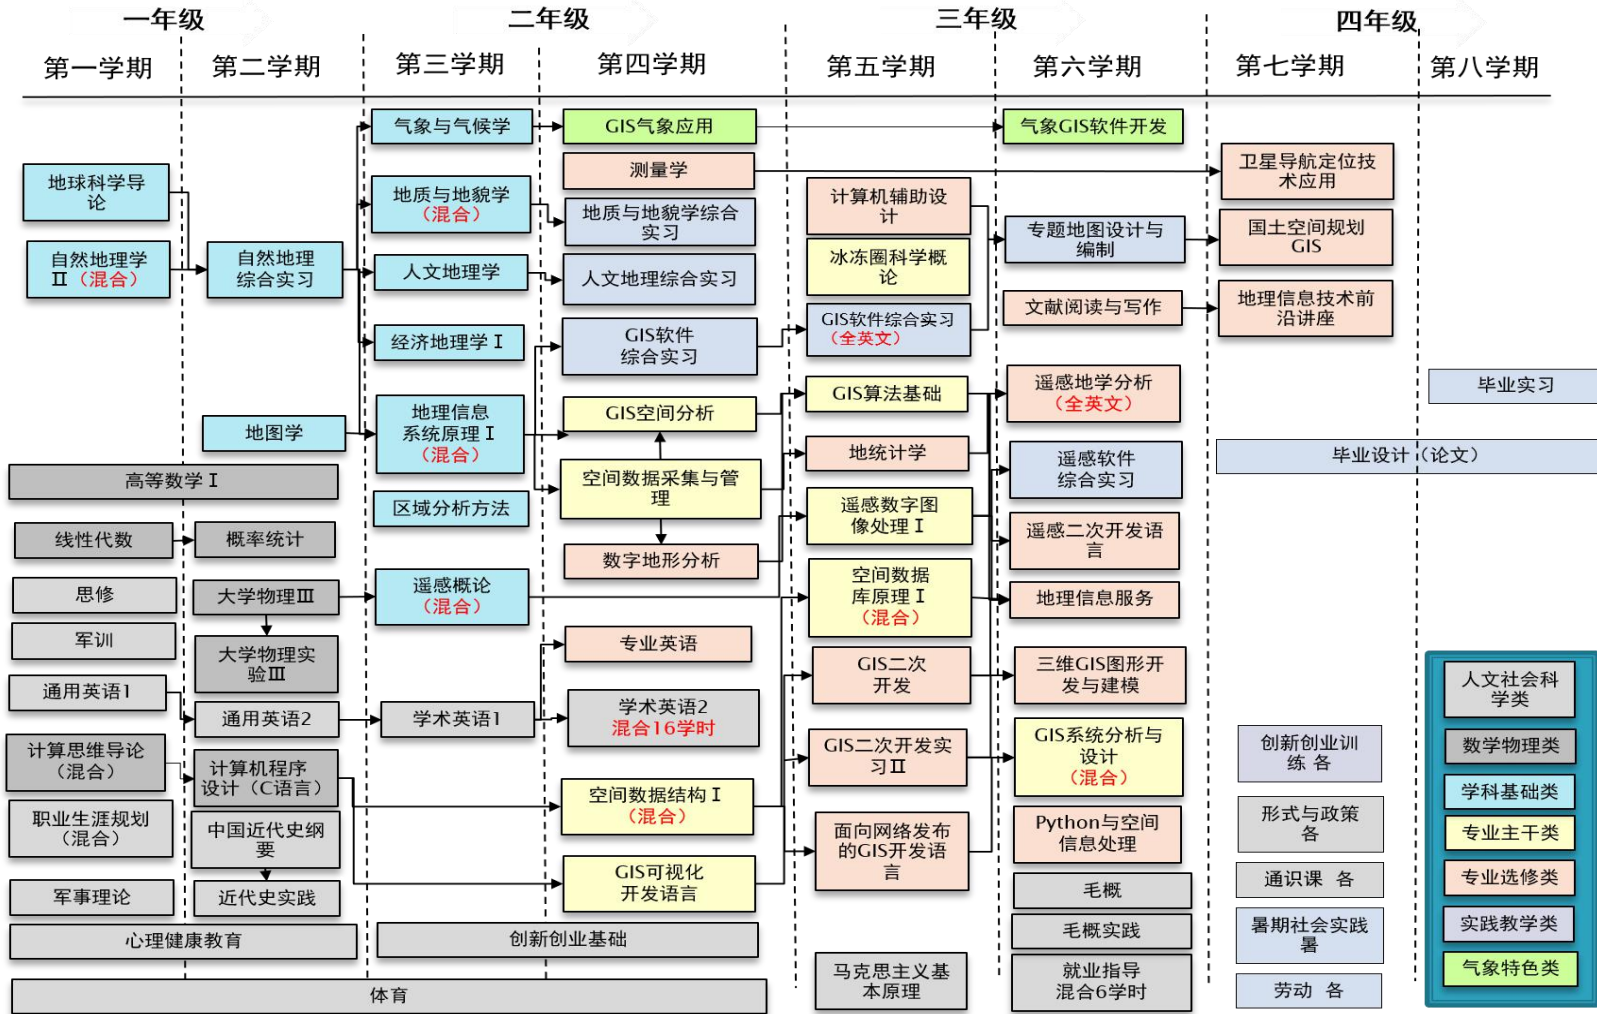 一年级
二年级
三年级
四年级
第一学期
第二学期
第三学期
第四学期
第五学期
第六学期
第七学期
第八学期
地球科学导
论
自然地理学
Ⅱ（混合）
高等数学Ⅰ
线性代数
思修
军训
通用英语1
计算思维导论
（混合）
职业生涯规划
（混合）
军事理论
心理健康教育
体育
自然地理
综合实习
地图学
概率统计
大学物理Ⅲ
大学物理实
验Ⅲ
通用英语2
计算机程序
设计（C语言）
中国近代史纲
要
近代史实践
气象与气候学
地质与地貌学
（混合）
人文地理学
经济地理学Ⅰ
地理信息
系统原理Ⅰ
（混合）
区域分析方法
遥感概论
（混合）
学术英语1
创新创业基础
GIS气象应用
测量学
地质与地貌学综合
实习
人文地理综合实习
GIS软件
综合实习
GIS空间分析
空间数据采集与管
理
数字地形分析
专业英语
学术英语2
混合16学时
空间数据结构Ⅰ
（混合）
GIS可视化
开发语言
计算机辅助设
计
冰冻圈科学概
论
GIS软件综合实习
（全英文）
GIS算法基础
地统计学
遥感数字图
像处理Ⅰ
空间数据
库原理Ⅰ
（混合）
GIS二次
开发
GIS二次开发实
习Ⅱ
面向网络发布
的GIS开发语
言
马克思主义基
本原理
气象GIS软件开发
专题地图设计与
编制
文献阅读与写作
遥感地学分析
（全英文）
遥感软件
综合实习
遥感二次开发语
言
地理信息服务
三维GIS图形开
发与建模
GIS系统分析与
设计
（混合）
Python与空间
信息处理
毛概
毛概实践
就业指导
混合6学时
卫星导航定位技
术应用
国土空间规划
GIS
地理信息技术前
沿讲座
毕业实习
毕业设计（论文）
创新创业训
练 各
形式与政策
各
通识课 各
暑期社会实践
暑
劳动 各
人文社会科
学类
数学物理类
学科基础类
专业主干类
专业选修类
实践教学类
气象特色类